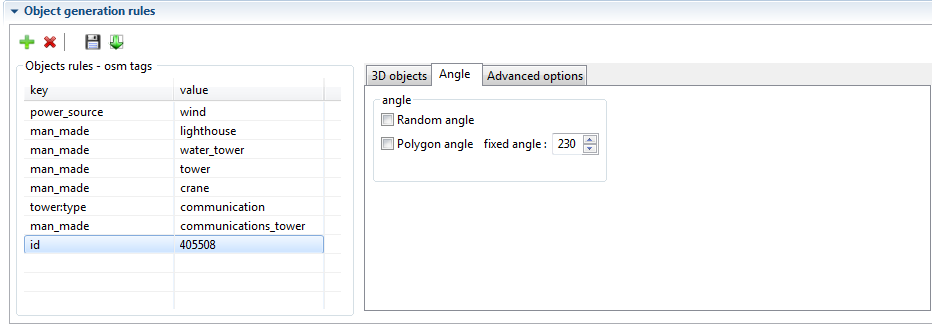 Object generation rules
Objects rules - osm tags
key value
power_source wind
man_made lighthouse
man_made water_tower
man_made tower
man_made crane
tower:type communication
man_made communications_tower
id 405508
3D objects Angle Advanced options
angle
Random angle
Polygon angle fixed angle : 230